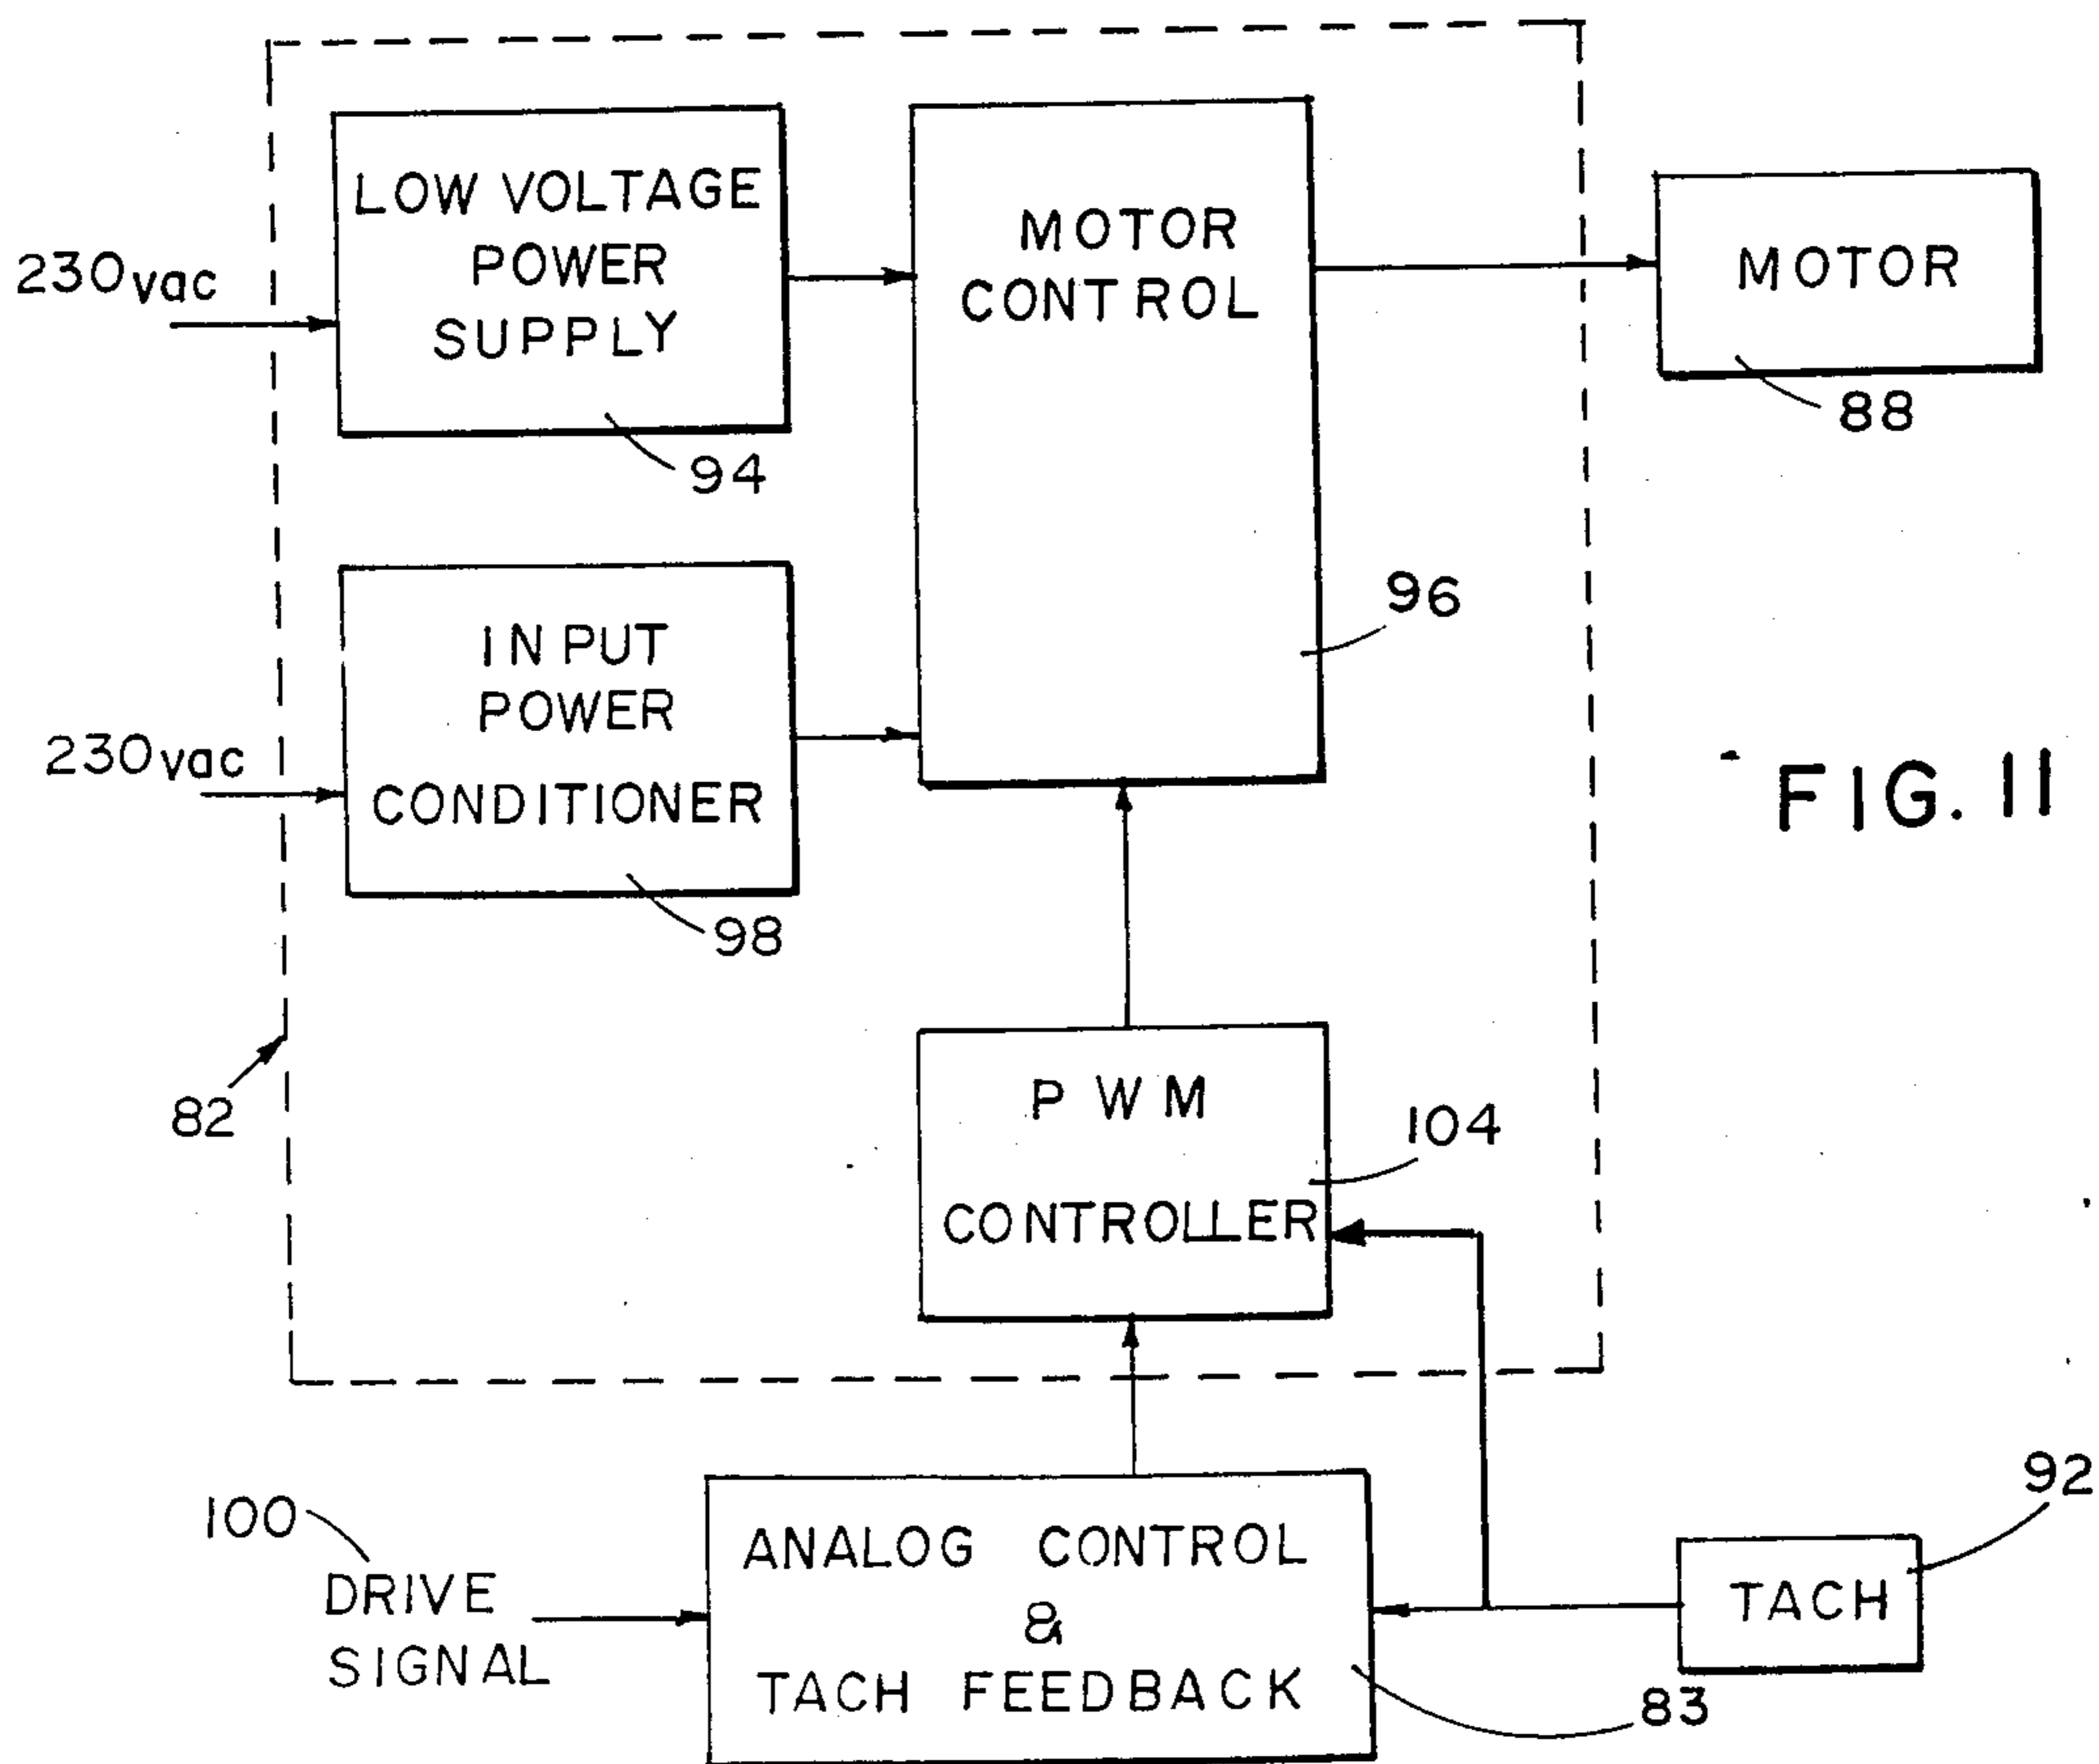 230vac
LOW VOLTAGE
POWER
SUPPLY
94
MOTOR
CONTROL
96
MOTOR
88
230vac
INPUT
POWER
CONDITIONER
98
FIG. 11
82
PWM
CONTROLLER
104
100
DRIVE
SIGNAL
ANALOG CONTROL
&
TACH FEEDBACK
83
TACH
92